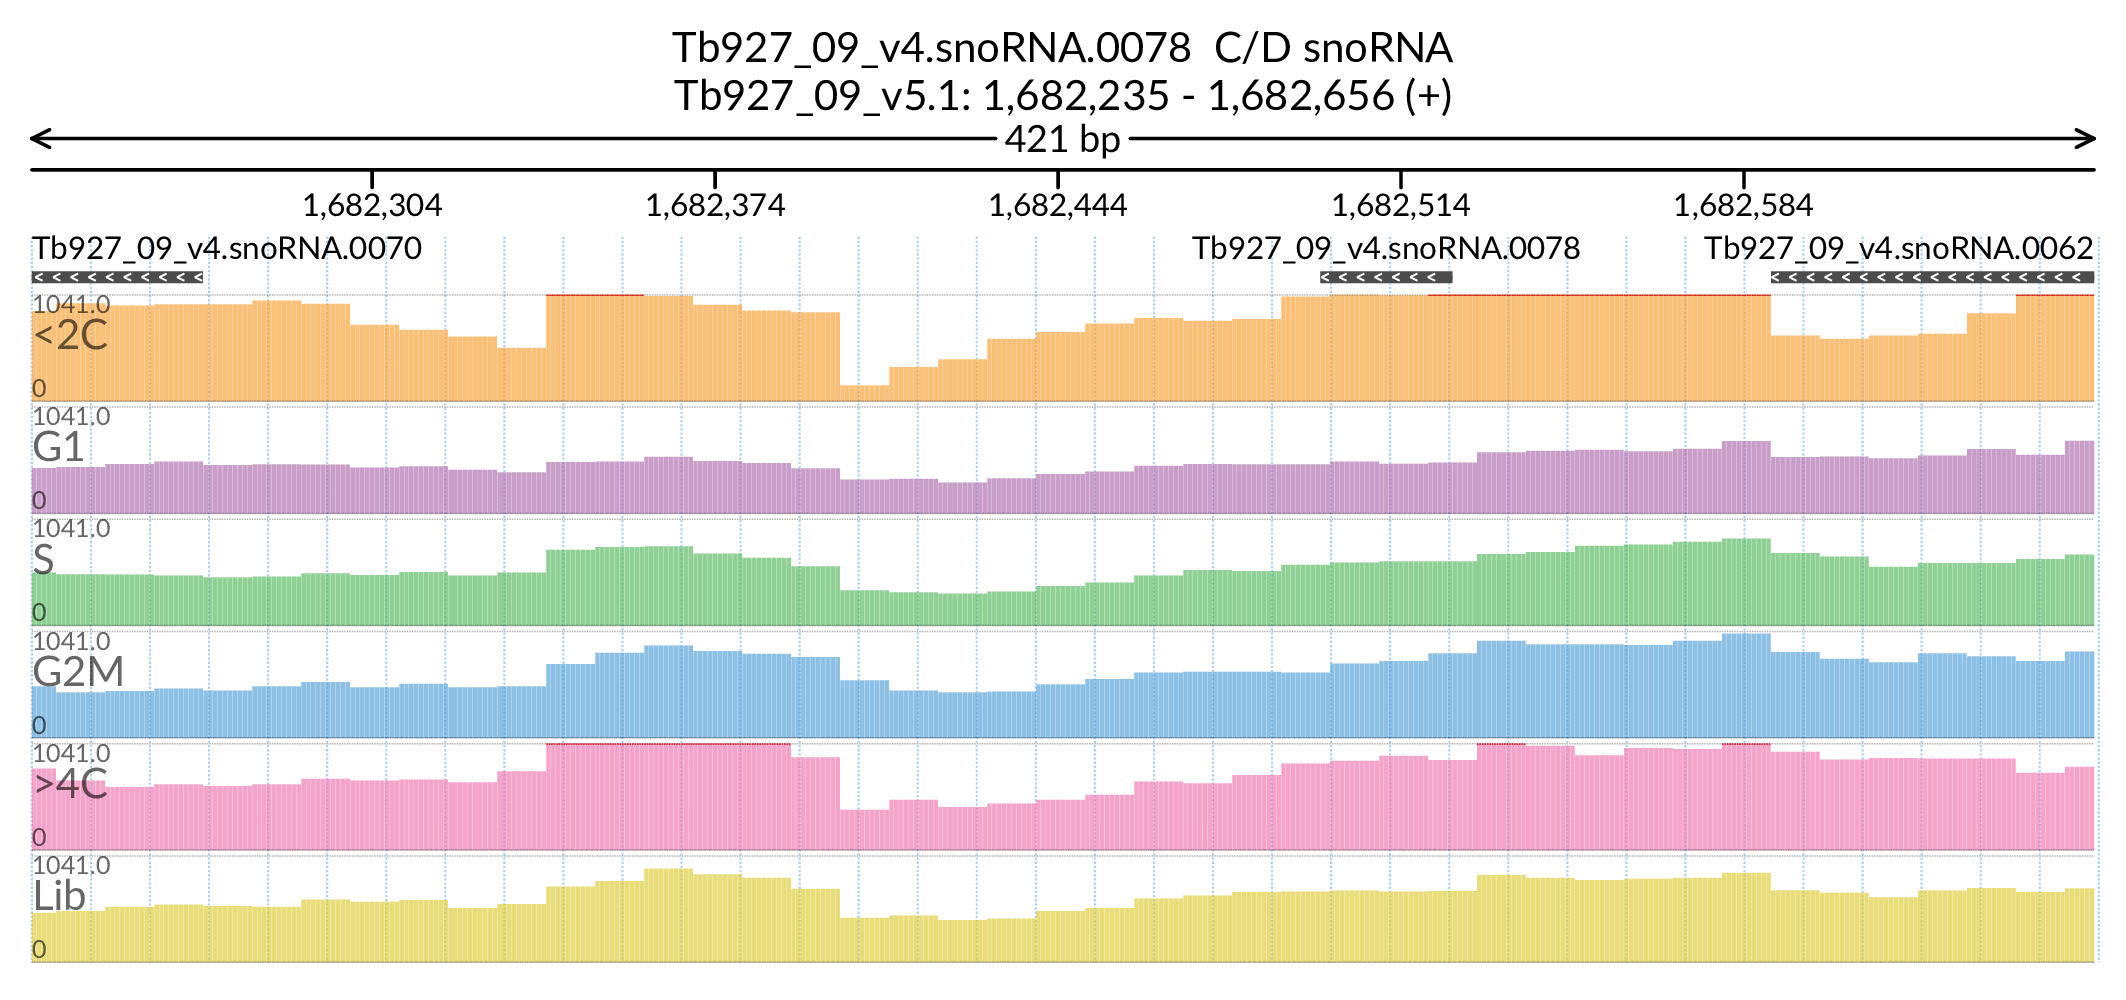 Tb927_09_v4.snoRNA.0078  C/D snoRNA
Tb927_09_v5.1: 1,682,235 - 1,682,656 (+)
421 bp
1,682,304 1,682,374 1,682,444 1,682,514 1,682,584
Tb927_09_v4.snoRNA.0070 Tb927_09_v4.snoRNA.0078 Tb927_09_v4.snoRNA.0062
1041.0
<2C
0
1041.0
G1
0
1041.0
S
0
1041.0
G2M
0
1041.0
>4C
0
1041.0
Lib
0